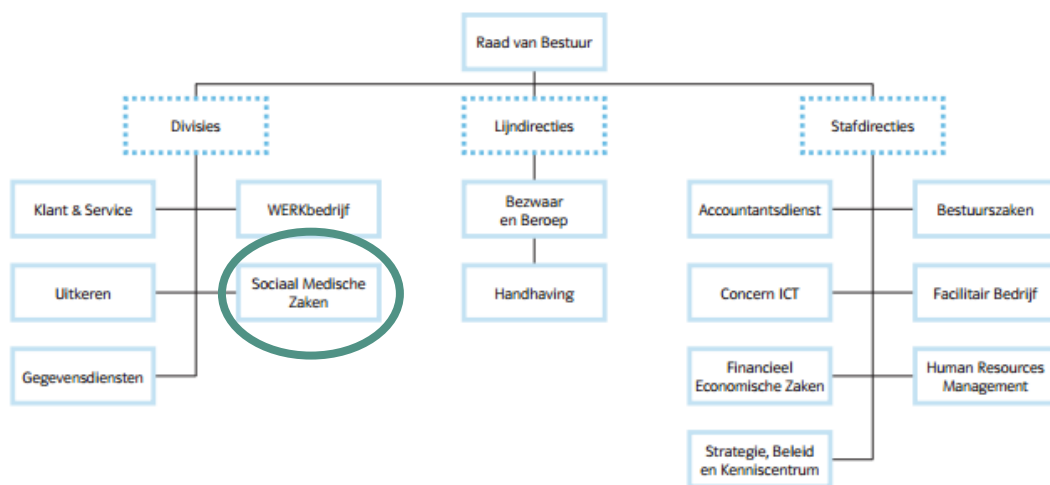 Raad van Bestuur
Divisies
Lijndirecties
Stafdirecties
Klant & Service
WERKbedrijf
Bezwaar
en Beroep
Accountantsdienst
Bestuurszaken
Uitkeren
Sociaal Medische
Zaken
Handhaving
Concern ICT
Facilitair Bedrijf
Gegevensdiensten
Financieel
Economische Zaken
Human Resources
Management
Strategie, Beleid
en Kenniscentrum